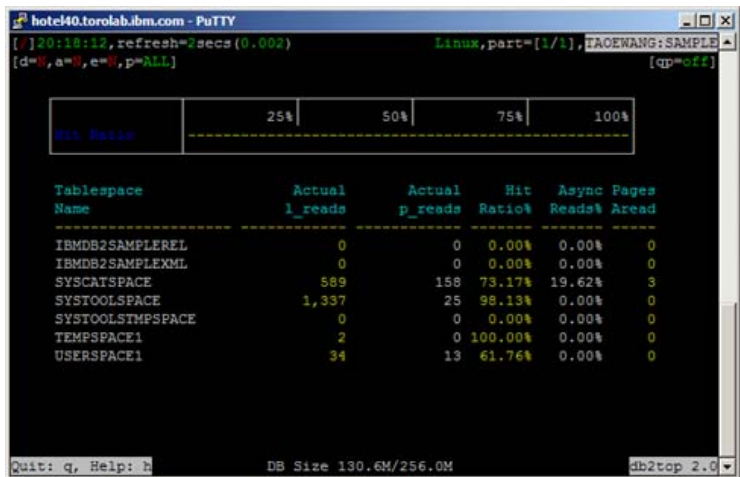 hotel40.torolab.ibm.com - PuTTY
[/]20:18:12,refresh=2secs(0.002) Linux,part=[1/1],TAOEWANG:SAMPLE
[d=N,a=N,e=N,p=ALL] [qp=off]
25% 50% 75% 100%
Hit Ratio
Tablespace Actual Actual Hit Async Pages
Name l_reads p_reads Ratio% Reads% Aread
IBMDB2SAMPLEREL 0 0 0.00% 0.00% 0
IBMDB2SAMPLEXML 0 0 0.00% 0.00% 0
SYSCATSPACE 589 158 73.17% 19.62% 3
SYSTOOLSPACE 1,337 25 98.13% 0.00% 0
SYSTOOLSTMPSPACE 0 0 0.00% 0.00% 0
TEMPSPACE1 2 0 100.00% 0.00% 0
USERSPACE1 34 13 61.76% 0.00% 0
Quit: q, Help: h DB Size 130.6M/256.0M db2top 2.0